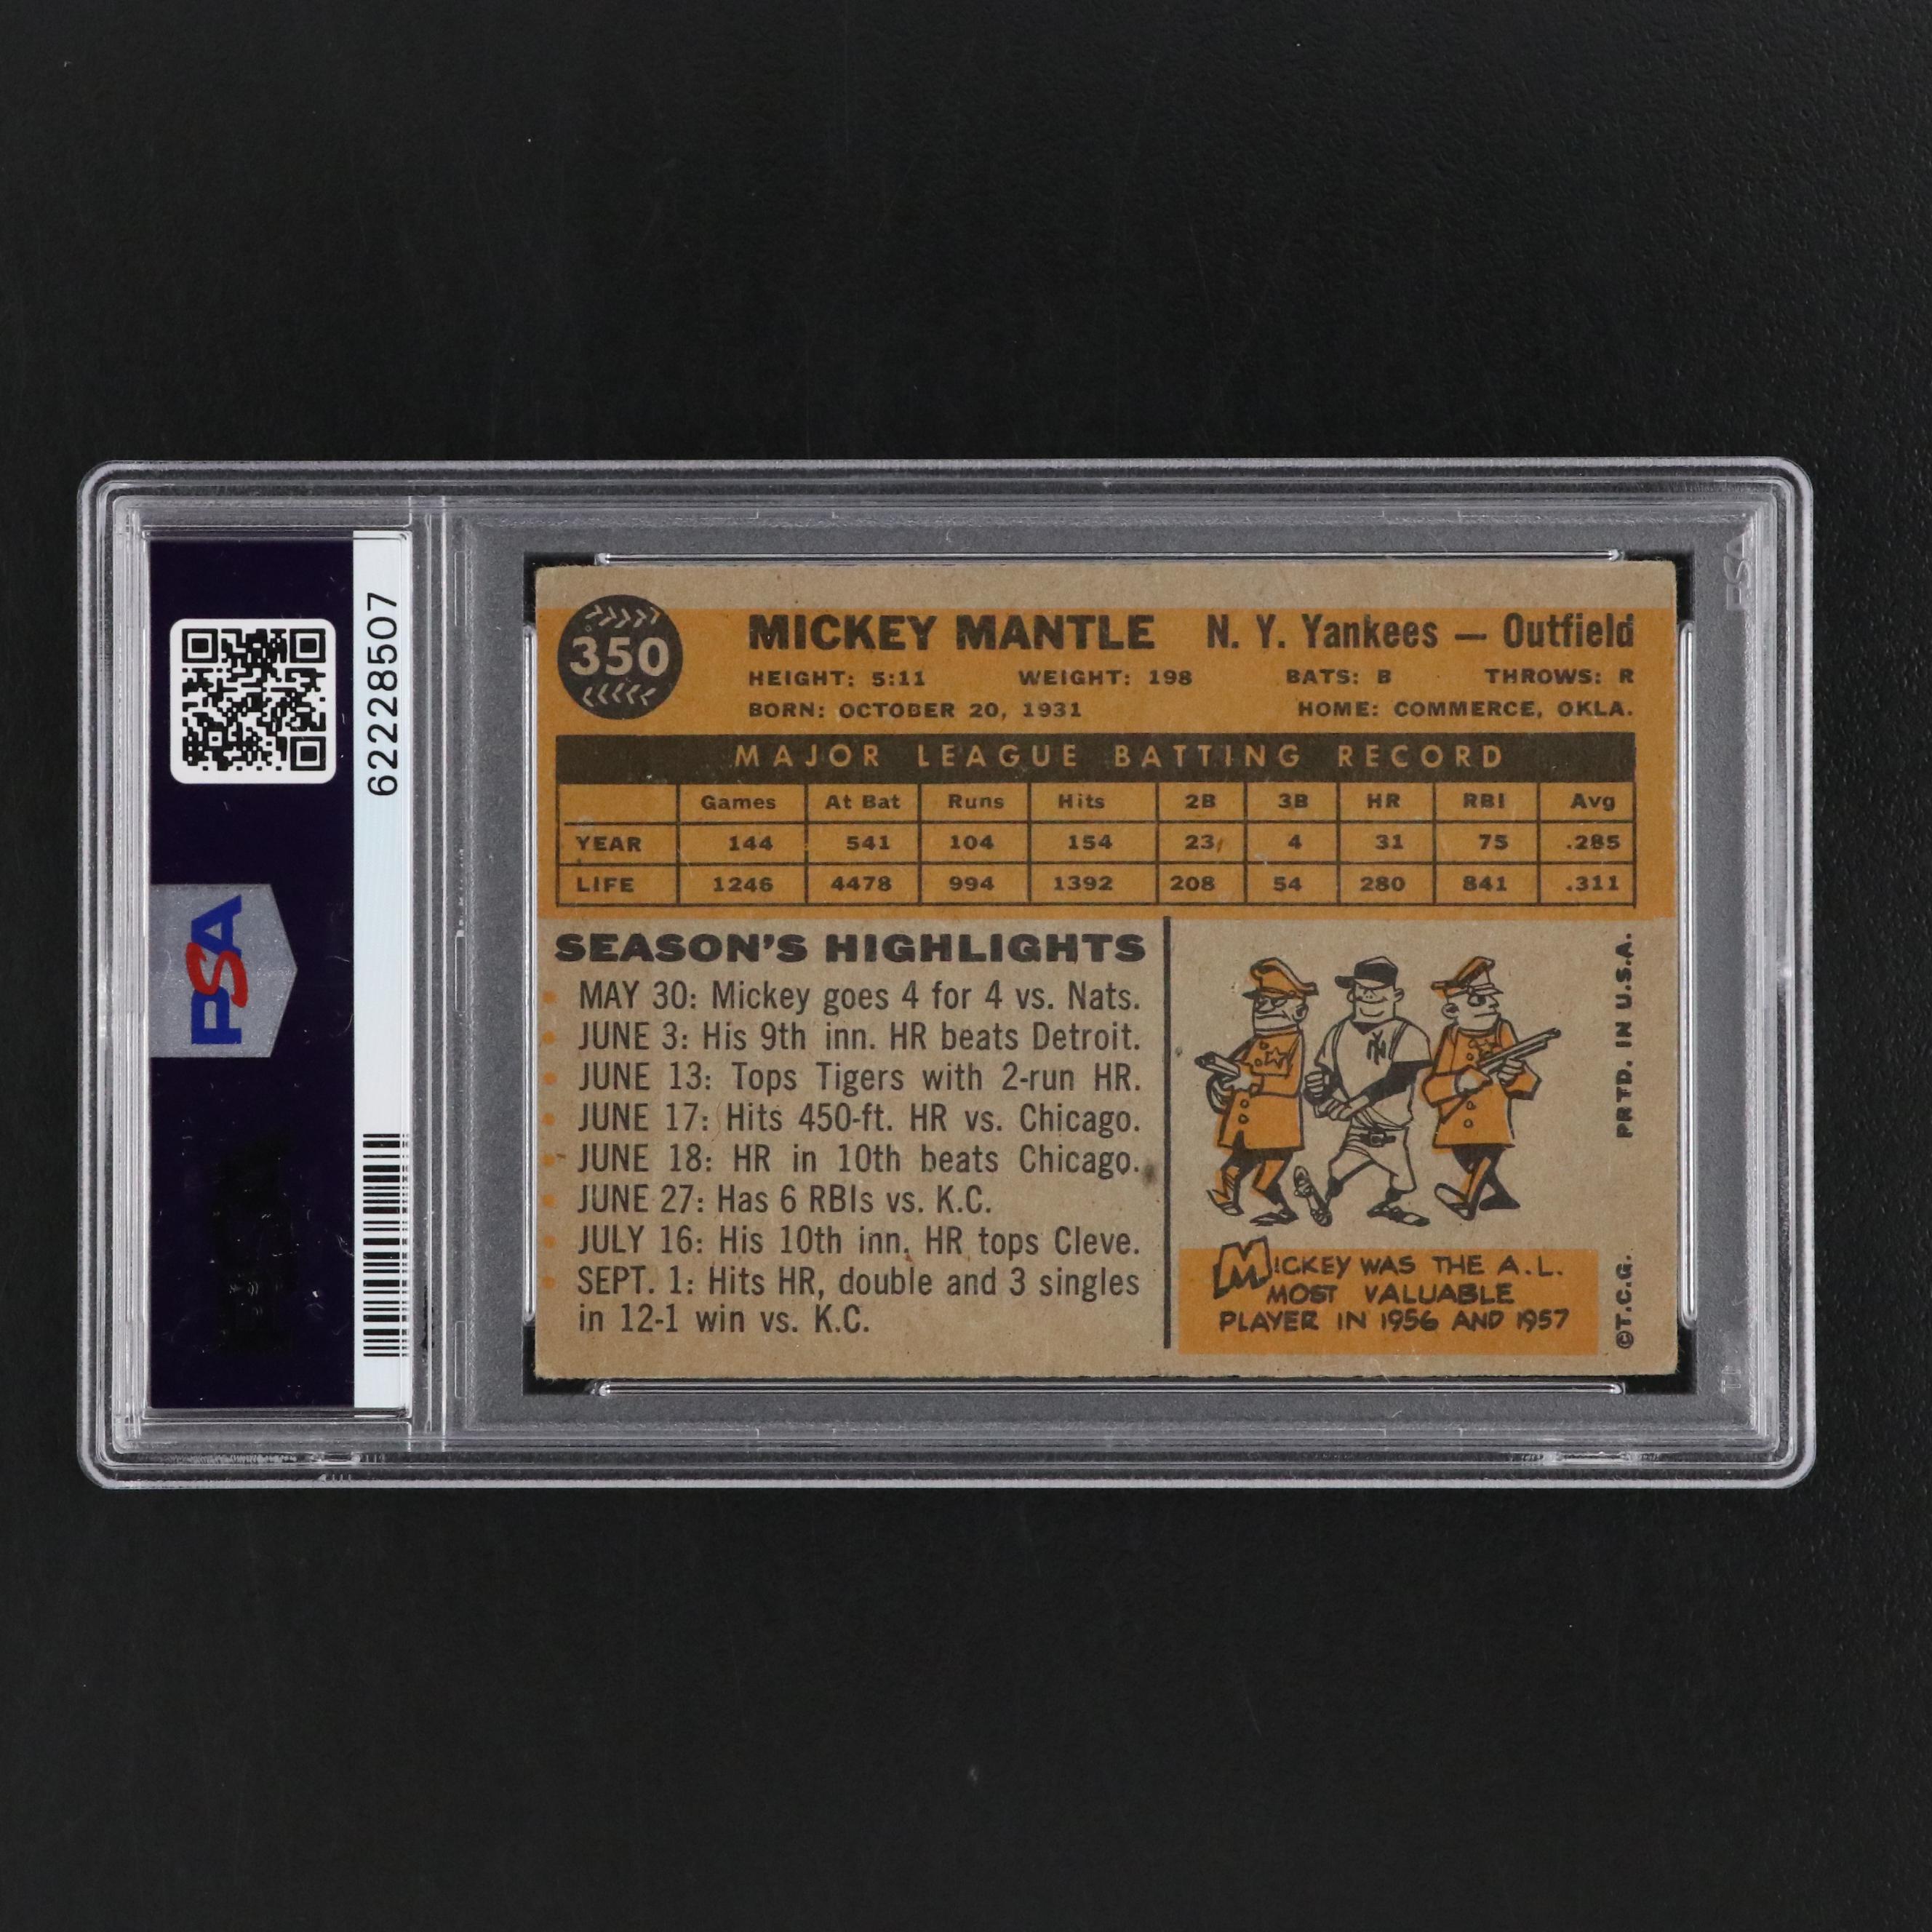 62228507
PSA
350
MICKEY MANTLE N. Y. Yankees — Outfield
HEIGHT: 5:11 WEIGHT: 198 BATS: B THROWS: R
BORN: OCTOBER 20, 1931 HOME: COMMERCE, OKLA.
MAJOR LEAGUE BATTING RECORD
Games At Bat Runs Hits 2B 3B HR RBI Avg
YEAR 144 541 104 154 23 4 31 75 .285
LIFE 1246 4478 994 1392 208 54 280 841 .311
SEASON'S HIGHLIGHTS
MAY 30: Mickey goes 4 for 4 vs. Nats.
JUNE 3: His 9th inn. HR beats Detroit.
JUNE 13: Tops Tigers with 2-run HR.
JUNE 17: Hits 450-ft. HR vs. Chicago.
JUNE 18: HR in 10th beats Chicago.
JUNE 27: Has 6 RBIs vs. K.C.
JULY 16: His 10th inn. HR tops Cleve.
SEPT. 1: Hits HR, double and 3 singles
in 12-1 win vs. K.C.
NY
MICKEY WAS THE A.L.
MOST VALUABLE
PLAYER IN 1956 AND 1957
©T.C.G. PRTD. IN U.S.A.
PSA